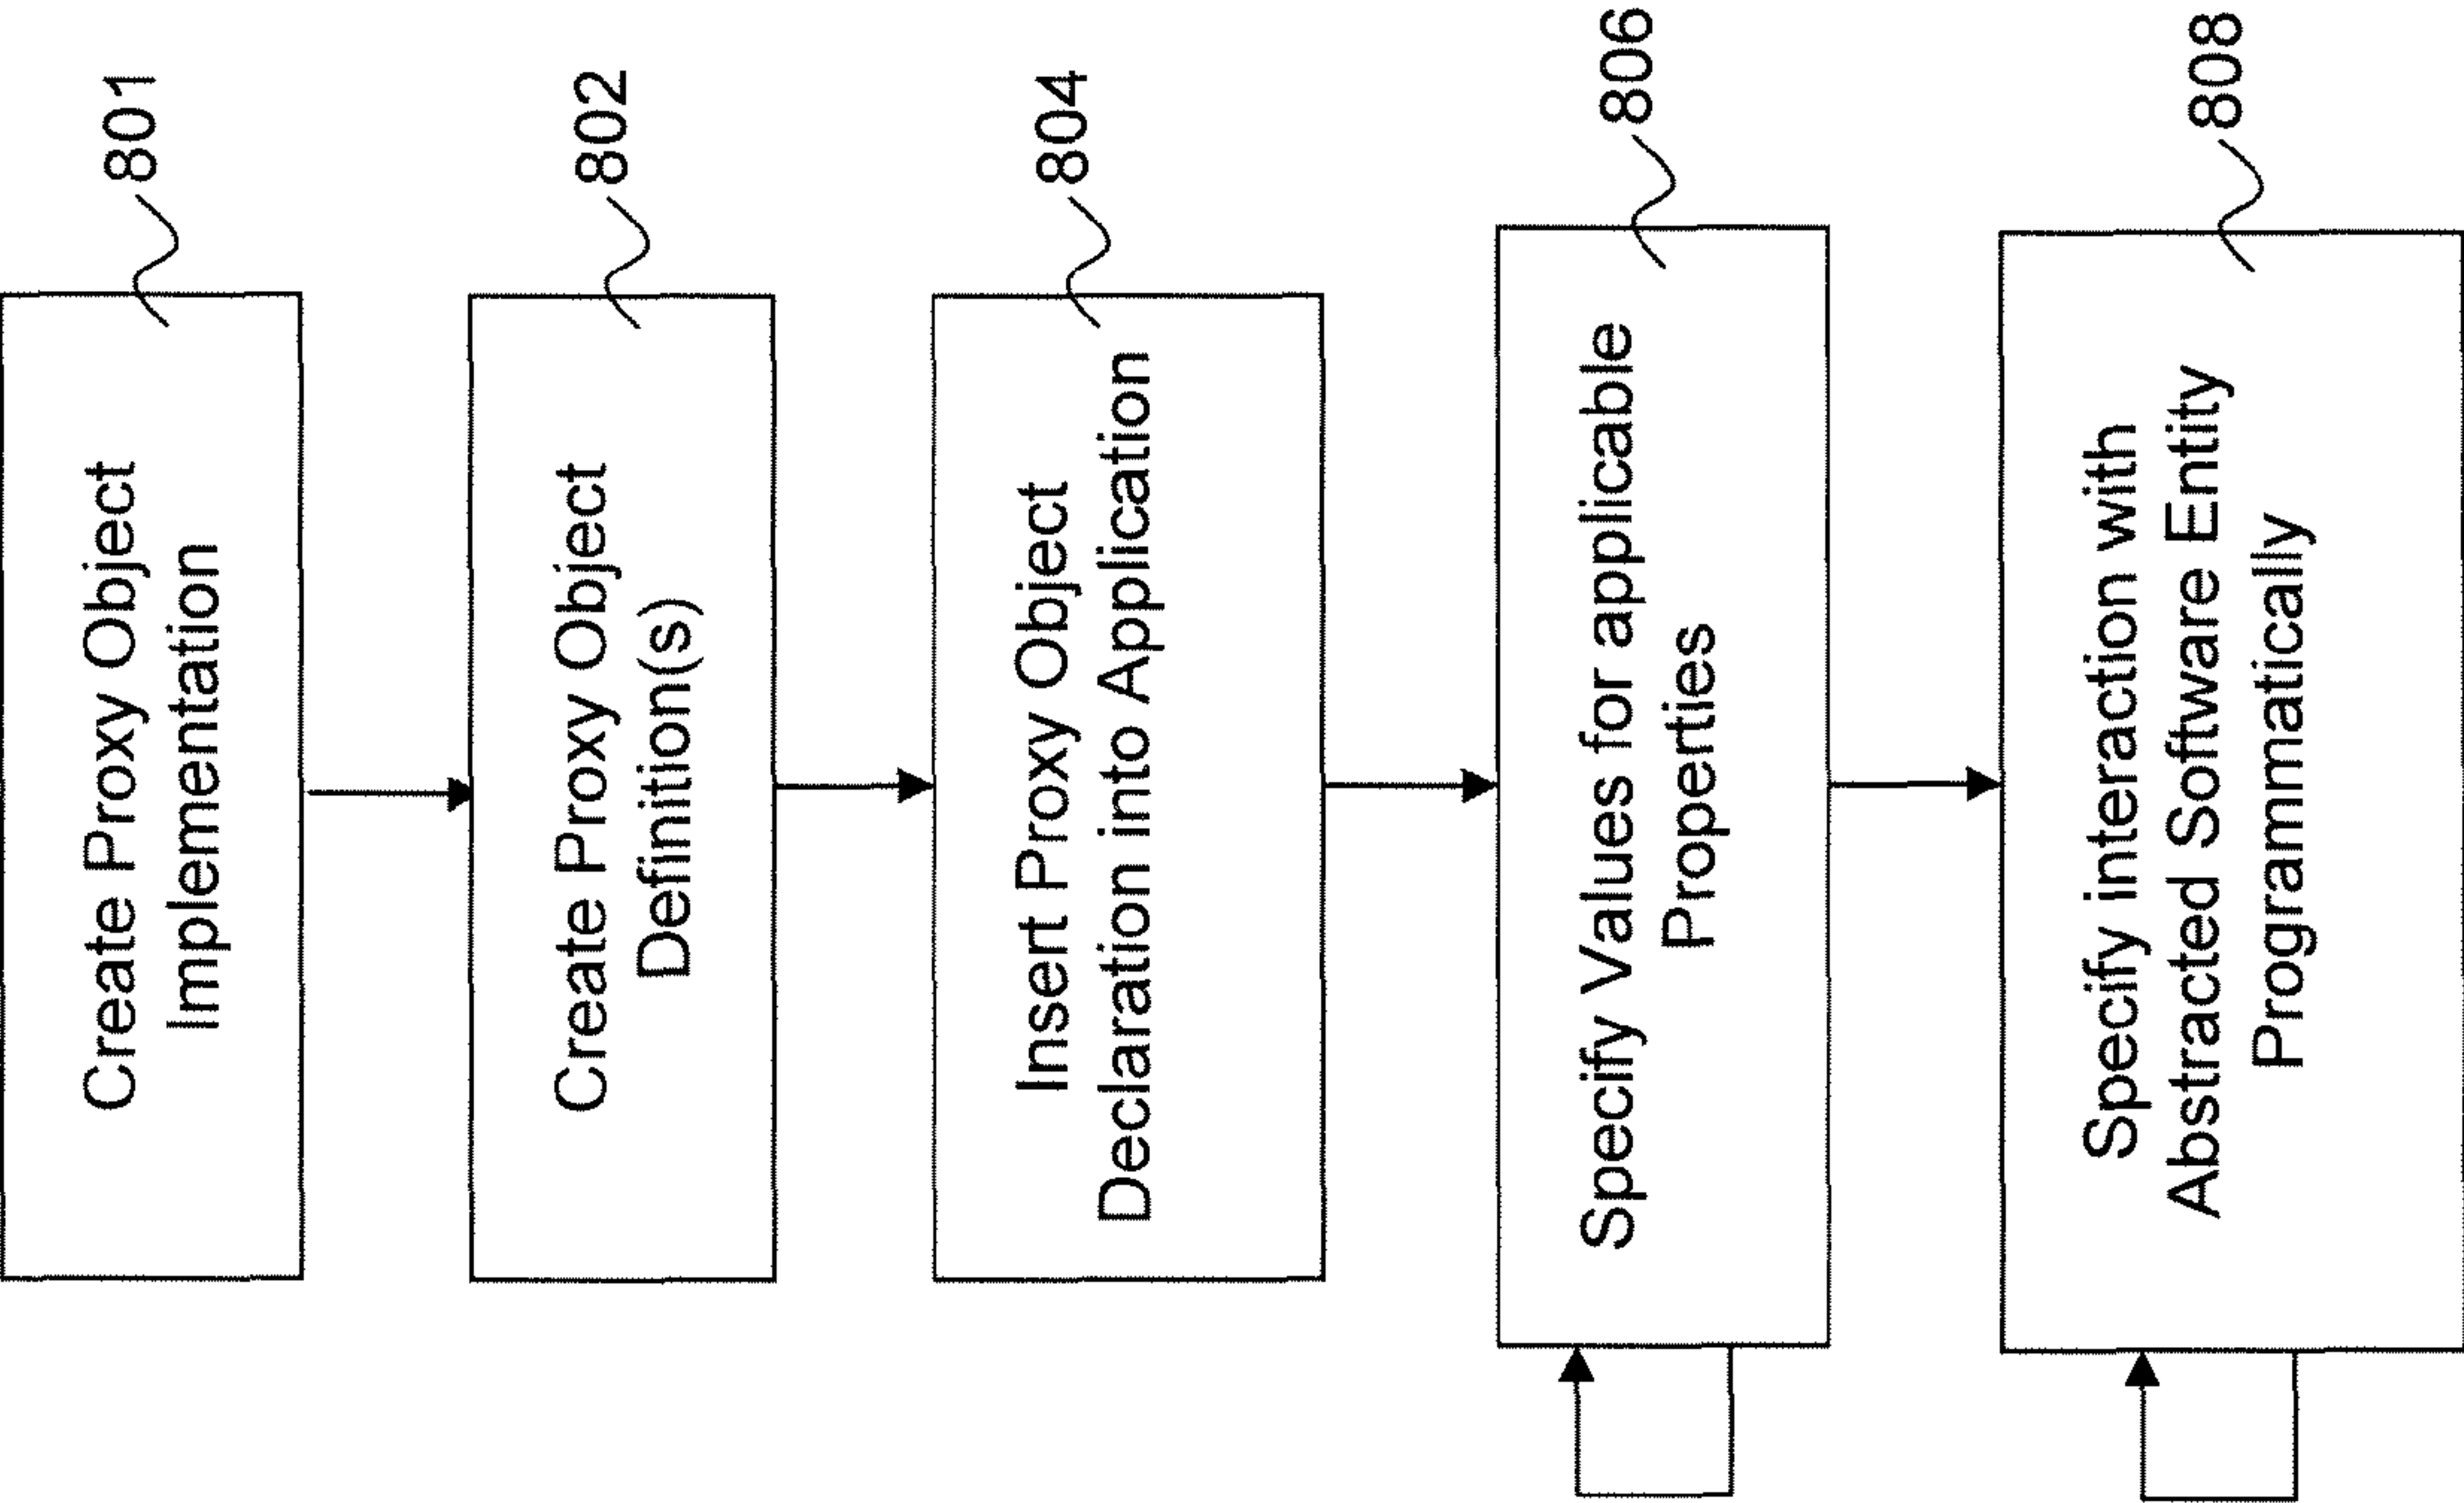 Create Proxy Object
Implementation
801
Create Proxy Object
Definition(s)
802
Insert Proxy Object
Declaration into Application
804
Specify Values for applicable
Properties
806
Specify interaction with
Abstracted Software Entity
Programmatically
808